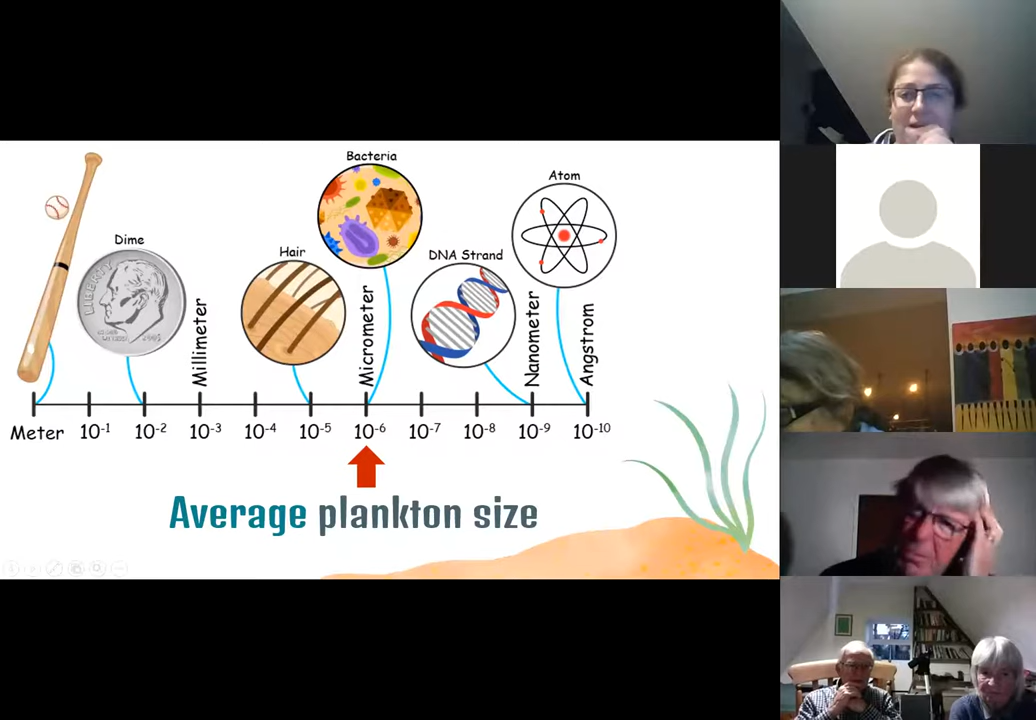 Bacteria
Atom
Dime
Hair
DNA Strand
LIBERTY
Millimeter
Micrometer
Nanometer
Angstrom
Meter 10-1 10-2 10-3 10-4 10-5 10-6 10-7 10-8 10-9 10-10
Average plankton size